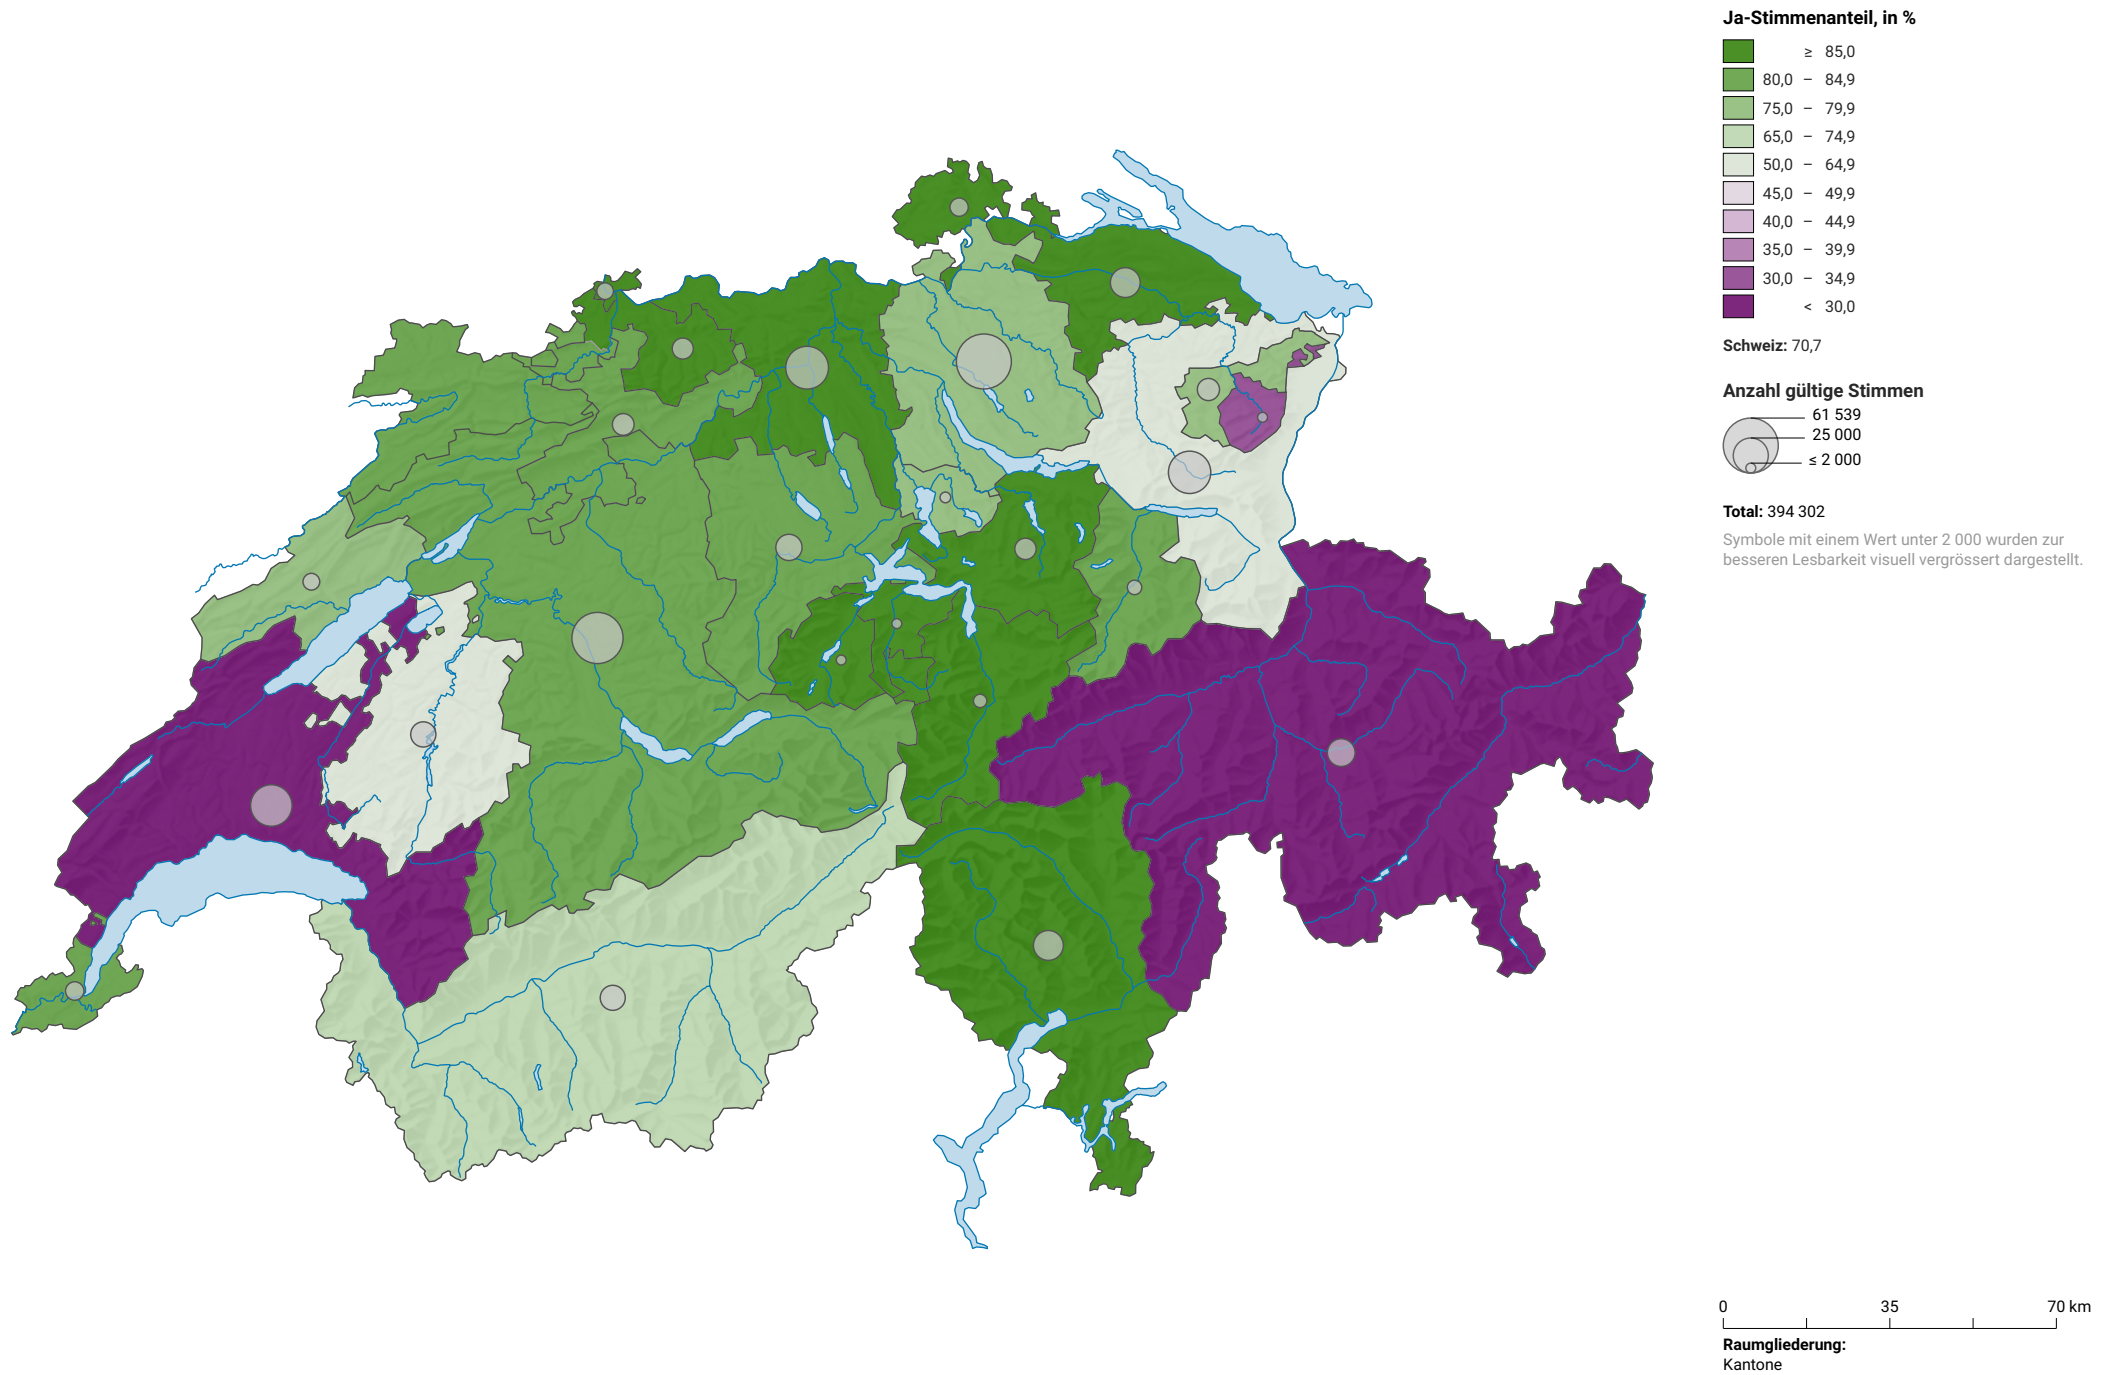 Ja-Stimmenanteil, in %
≥ 85,0
80,0 – 84,9
75,0 – 79,9
65,0 – 74,9
50,0 – 64,9
45,0 – 49,9
40,0 – 44,9
35,0 – 39,9
30,0 – 34,9
< 30,0
Schweiz: 70,7
Anzahl gültige Stimmen
61 539
25 000
≤ 2 000
Total: 394 302
Symbole mit einem Wert unter 2 000 wurden zur
besseren Lesbarkeit visuell vergrössert dargestellt.
0 35 70 km
Raumgliederung:
Kantone